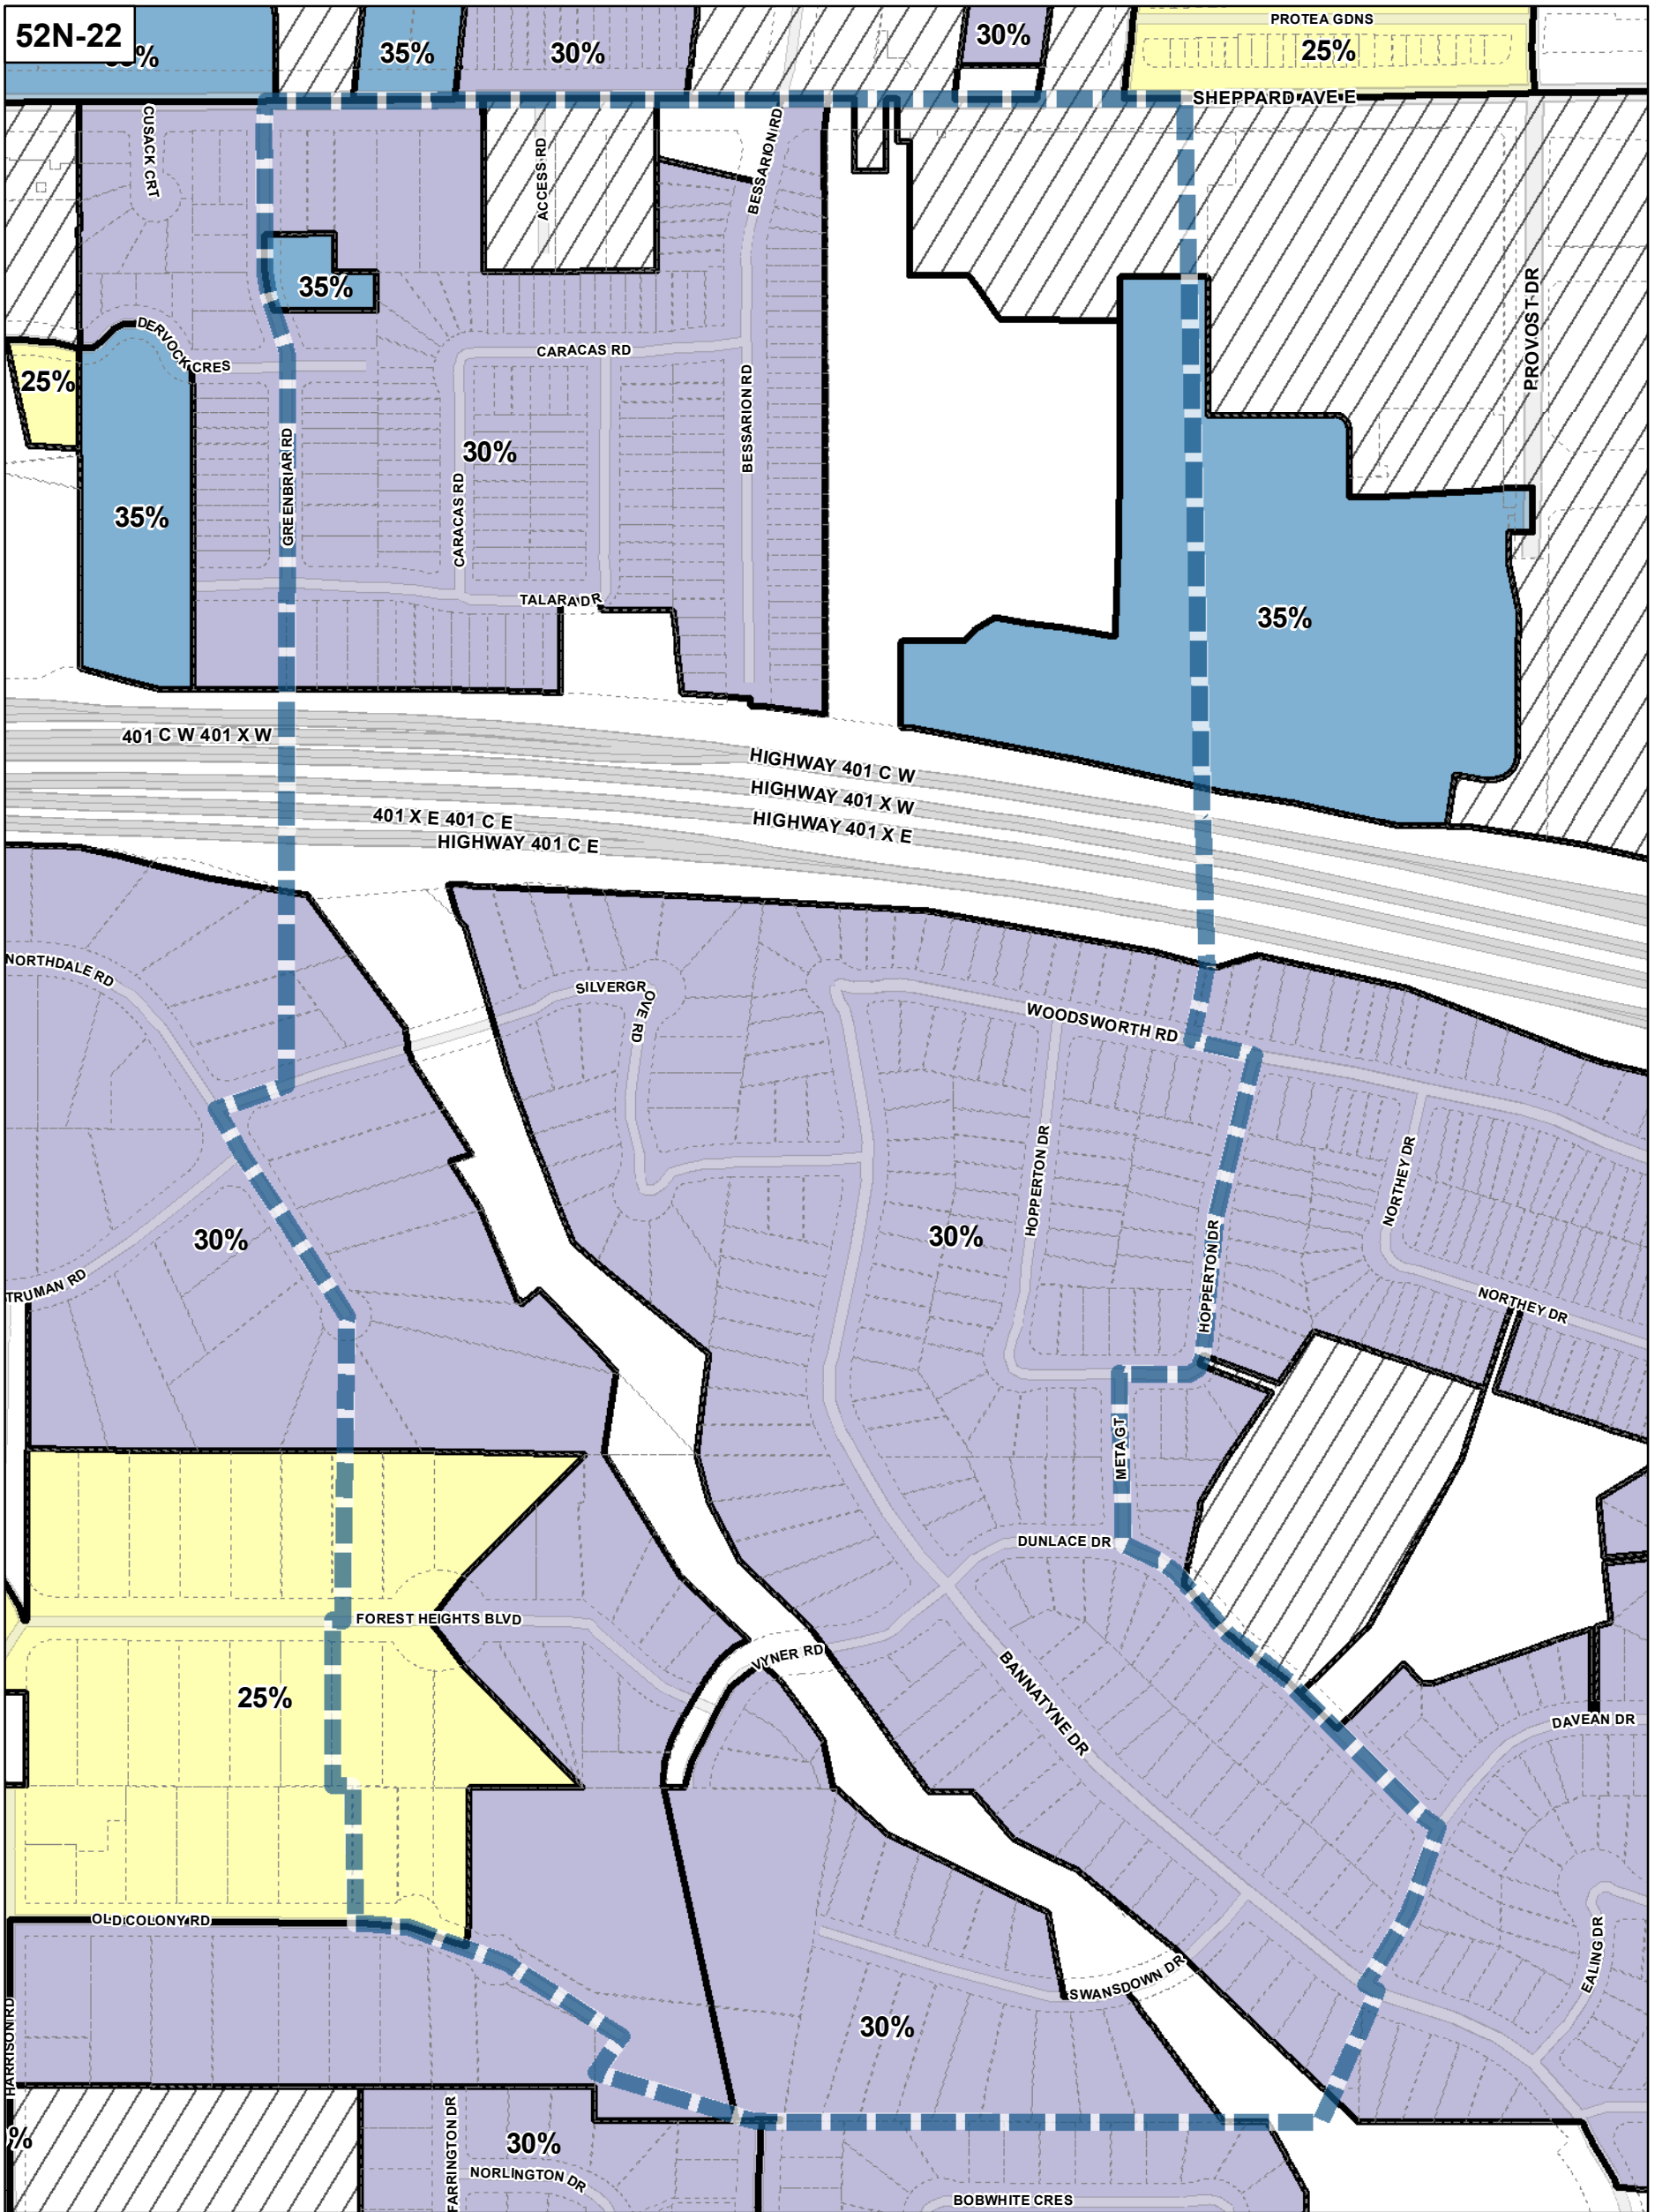 52N-22
35%
35%
30%
30%
PROTEA GDNS
25%
SHEPPARD AVE E
CUSACK CRT
ACCESS RD
BESSARION RD
35%
PROVOST DR
DERVOCK CRES
CARACAS RD
25%
BESSARION RD
GREENBRIAR RD
30%
CARACAS RD
35%
TALARA DR
35%
401 C W 401 X W
HIGHWAY 401 C W
HIGHWAY 401 X W
401 X E 401 C E
HIGHWAY 401 X E
HIGHWAY 401 C E
NORTHDALE RD
SILVERGROVE RD
WOODSWORTH RD
HOPPERTON DR
NORTHEY DR
30%
30%
HOPPERTON DR
TRUMAN RD
NORTHEY DR
META GT
DUNLACE DR
FOREST HEIGHTS BLVD
VYNER RD
25%
BANNATYNE DR
DAVEAN DR
OLD COLONY RD
EALING DR
SWANSDOWN DR
30%
HARRISON RD
%
30%
FARRINGTON DR
NORLINGTON DR
BOBWHITE CRES